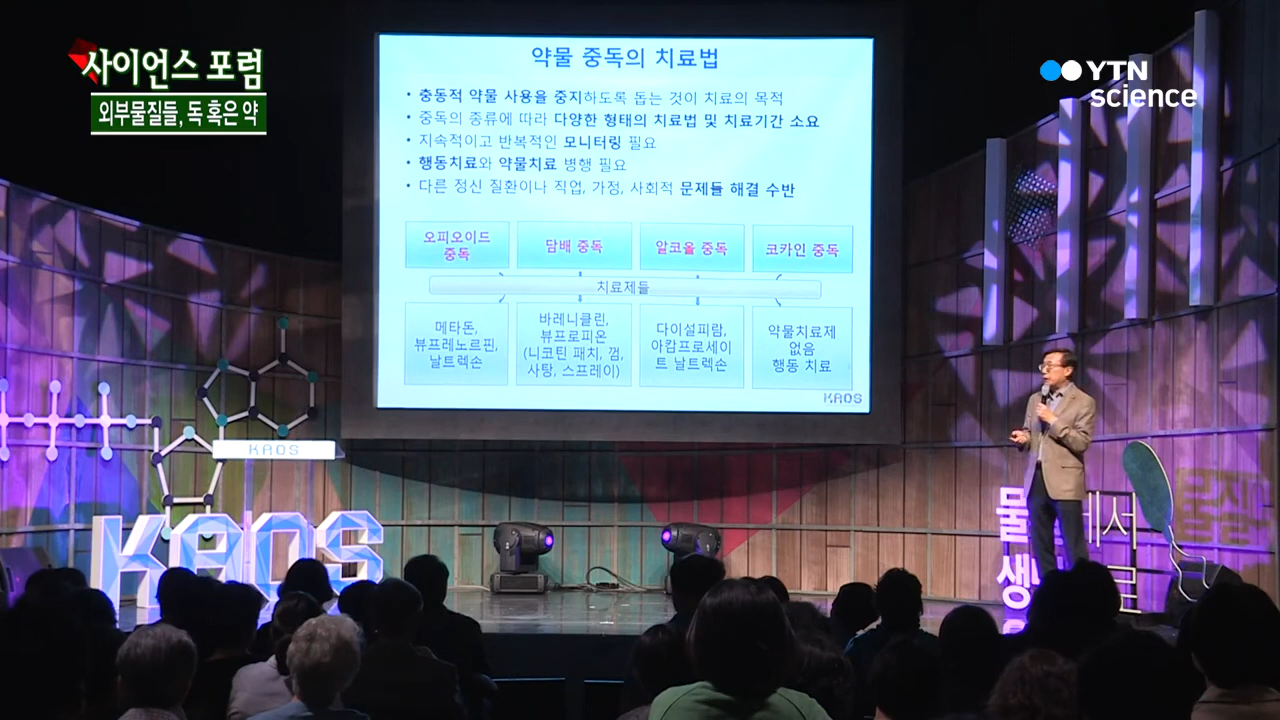 사이언스 포럼
외부물질들, 독 혹은 약
YTN
science
약물 중독의 치료법
• 충동적 약물 사용을 중지하도록 돕는 것이 치료의 목적
• 중독의 종류에 따라 다양한 형태의 치료법 및 치료기간 소요
• 지속적이고 반복적인 모니터링 필요
• 행동치료와 약물치료 병행 필요
• 다른 정신 질환이나 직업, 가정, 사회적 문제들 해결 수반
오피오이드
중독
담배 중독
알코올 중독
코카인 중독
치료제들
메타돈,
뷰프레노르핀,
날트렉손
바레니클린,
뷰프로피온
(니코틴 패치, 껌,
사탕, 스프레이)
다이설피람,
아캄프로세이
트 날트렉손
약물치료제
없음
행동 치료
KAOS
KAOS
KAOS
물
에서
생
로